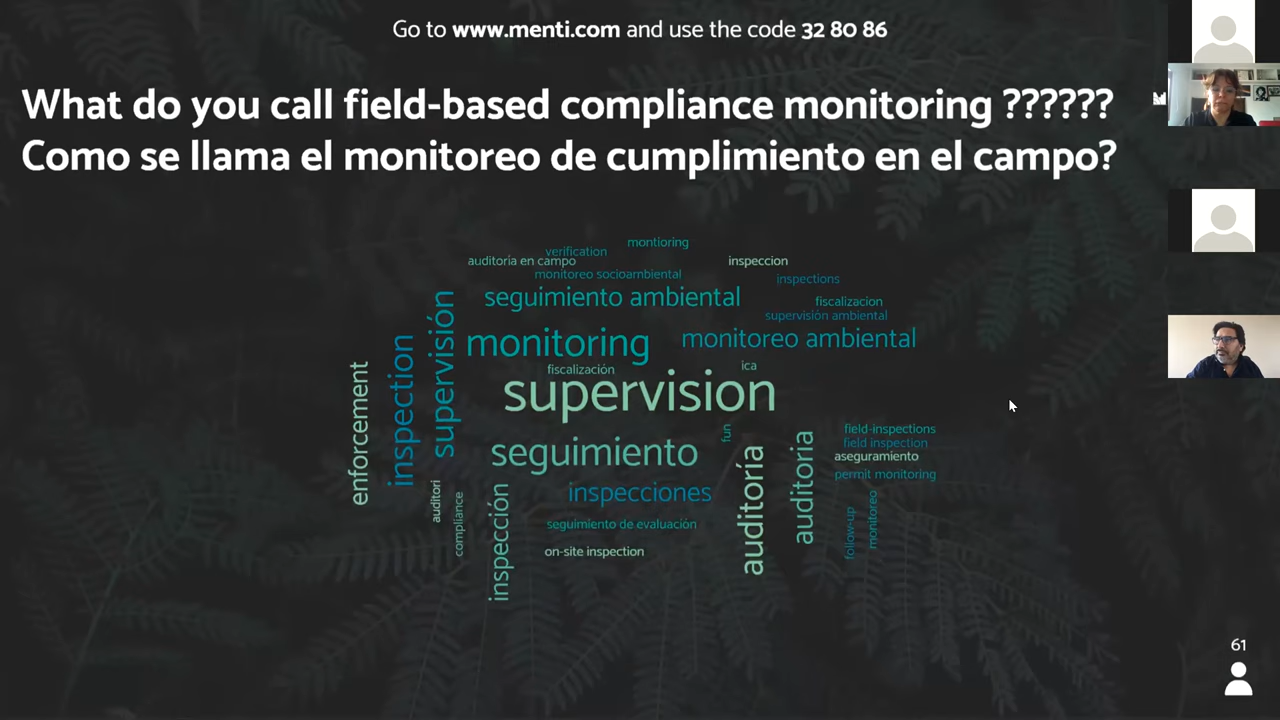 Go to www.menti.com and use the code 32 80 86
What do you call field-based compliance monitoring ??????
Como se llama el monitoreo de cumplimiento en el campo?
montioring
verification
auditoria en campo
inspeccion
monitoreo socioambiental
inspections
seguimiento ambiental
fiscalizacion
supervisión ambiental
supervisión
monitoring
monitoreo ambiental
inspection
fiscalización
ica
enforcement
supervision
fun
field-inspections
field inspection
seguimiento
auditoría
auditoria
aseguramiento
permit monitoring
auditori
compliance
inspección
inspecciones
follow-up
monitoreo
seguimiento de evaluación
on-site inspection
61